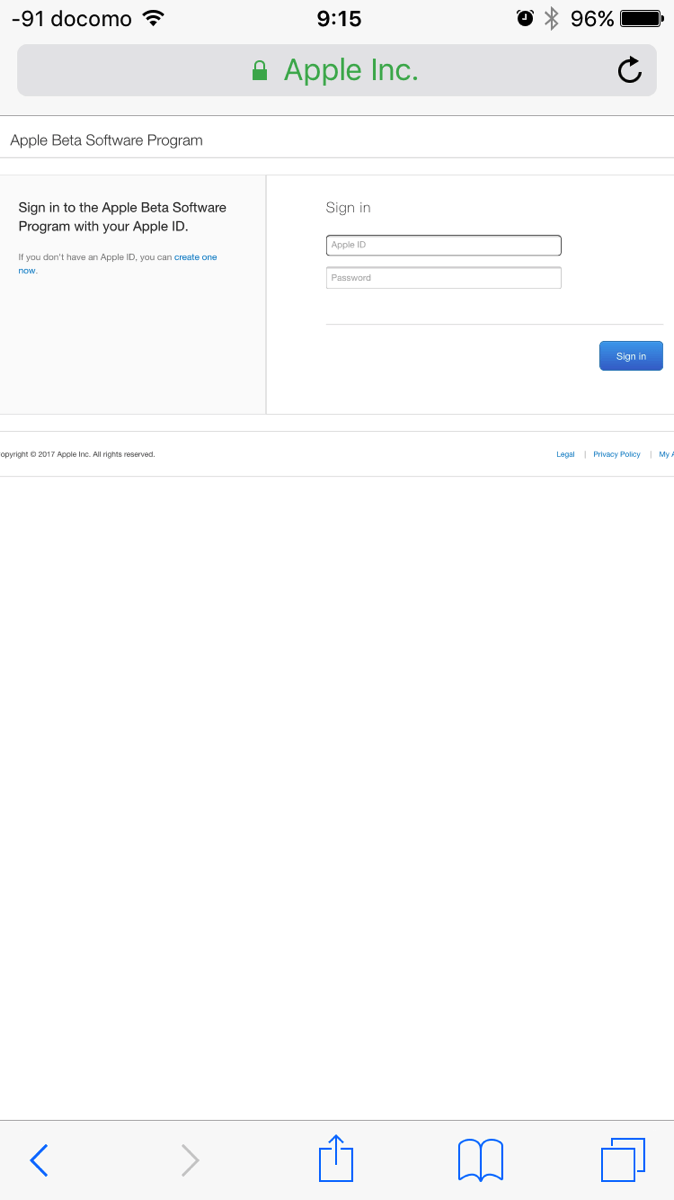 -91 docomo 9:15 96%
Apple Inc.
Apple Beta Software Program
Sign in to the Apple Beta Software
Program with your Apple ID.
If you don't have an Apple ID, you can create one
now.
Sign in
Apple ID
Password
Sign in
opyright © 2017 Apple Inc. All rights reserved.
Legal | Privacy Policy | My A